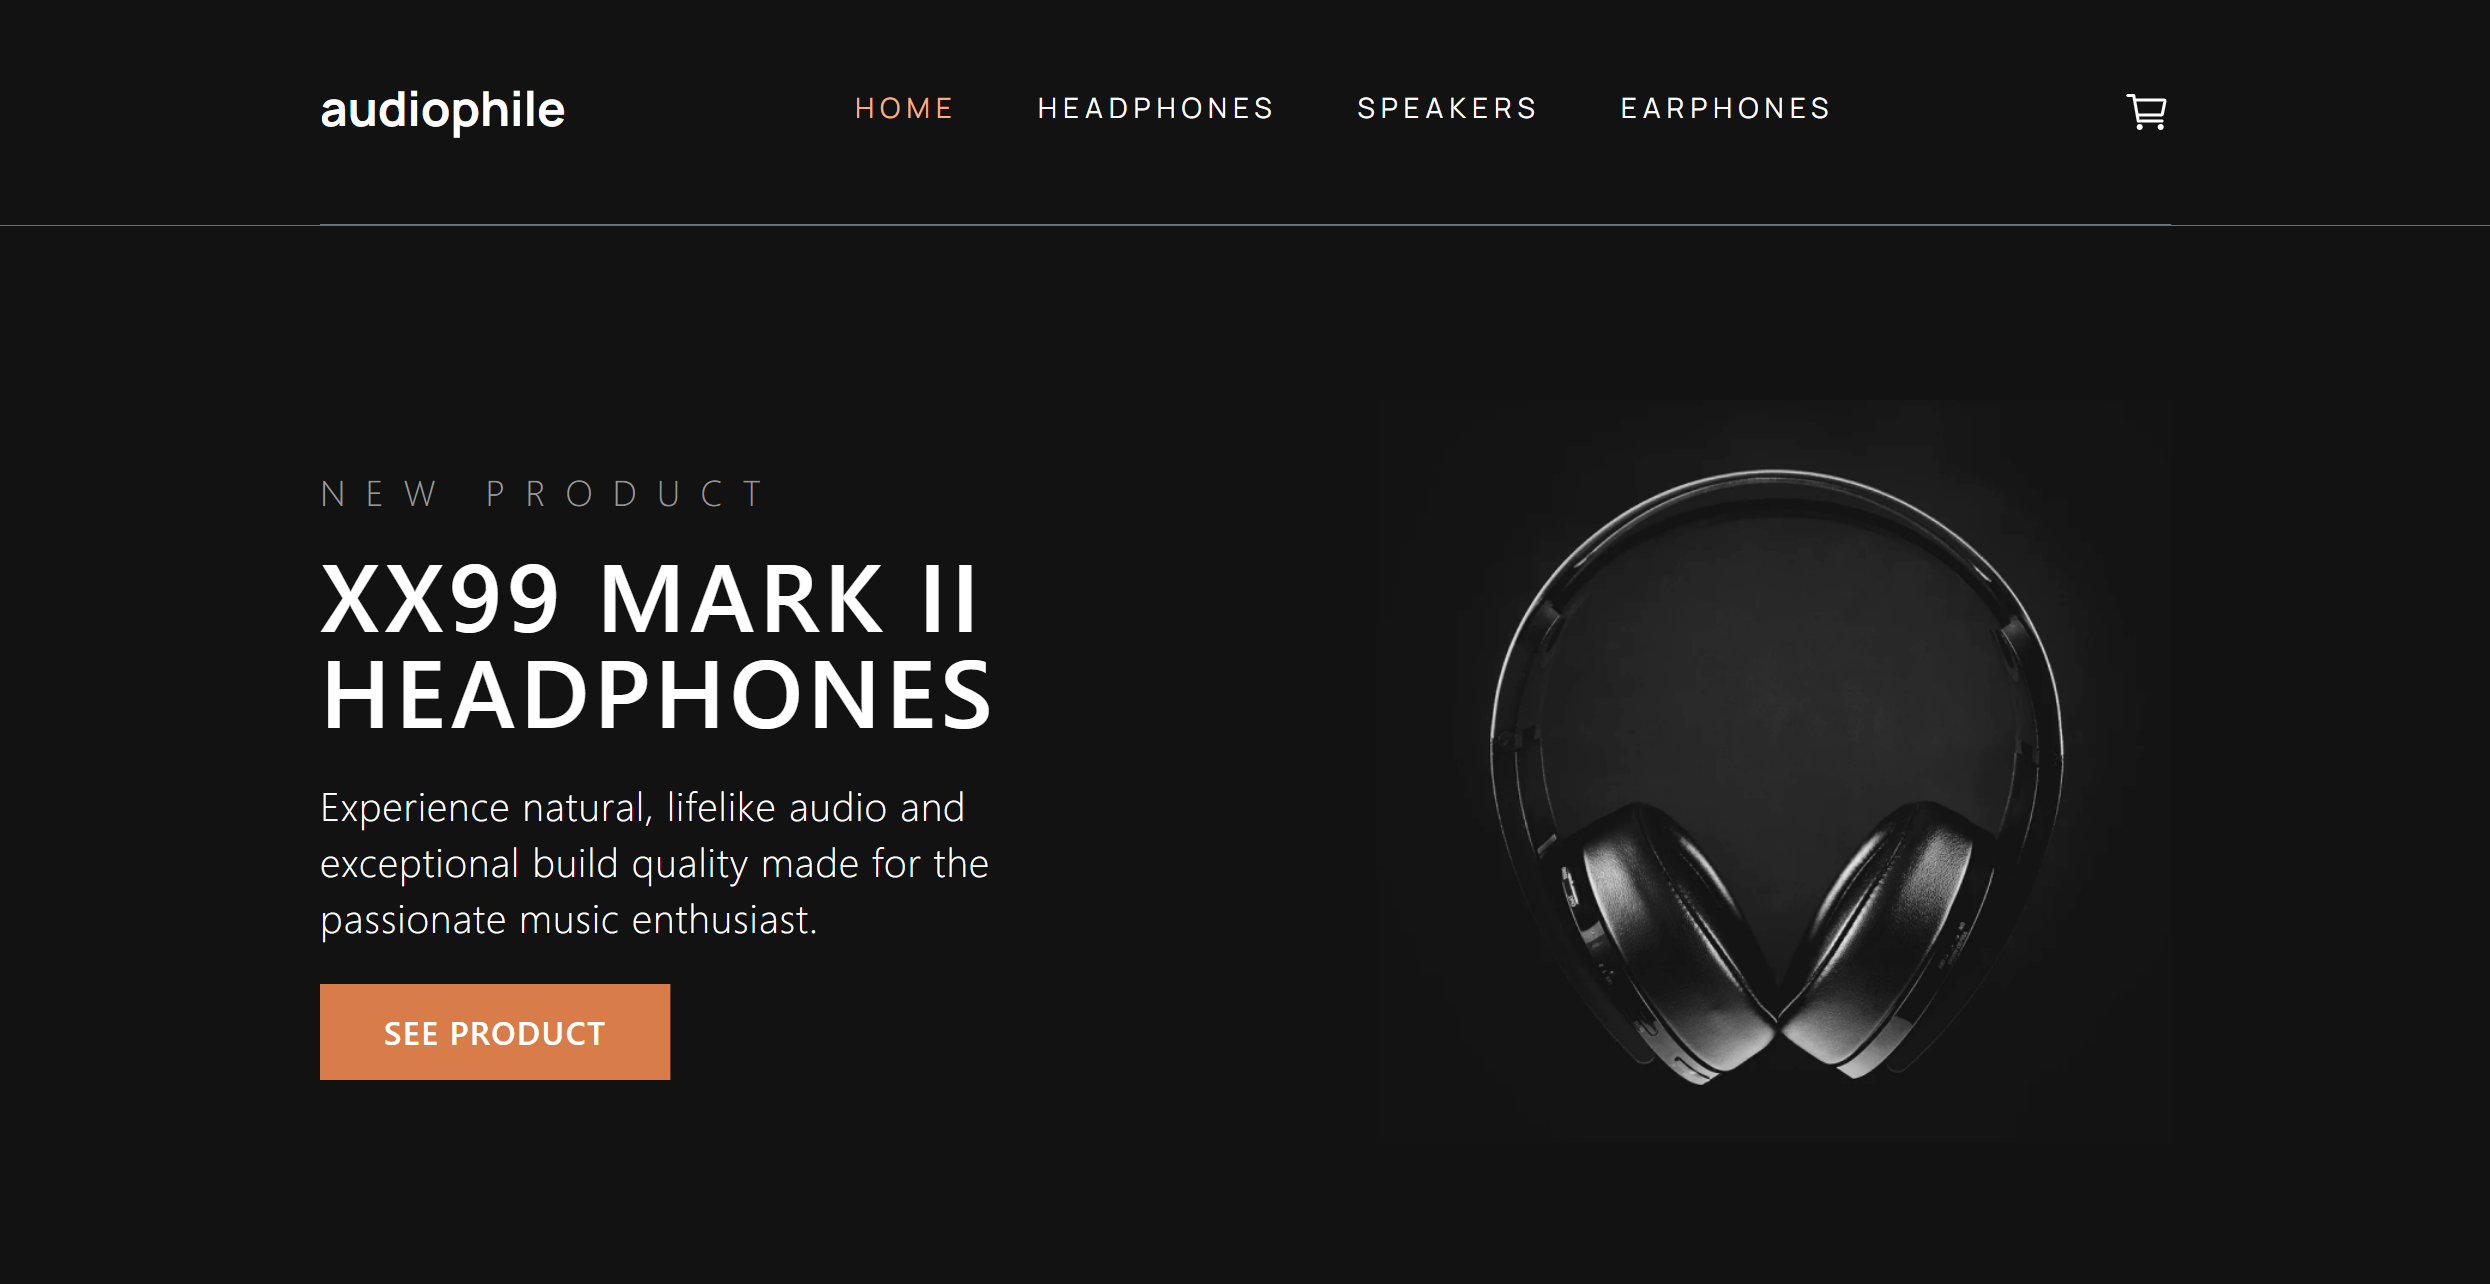 audiophile
HOME HEADPHONES SPEAKERS EARPHONES
NEW PRODUCT
XX99 MARK II
HEADPHONES
Experience natural, lifelike audio and
exceptional build quality made for the
passionate music enthusiast.
SEE PRODUCT